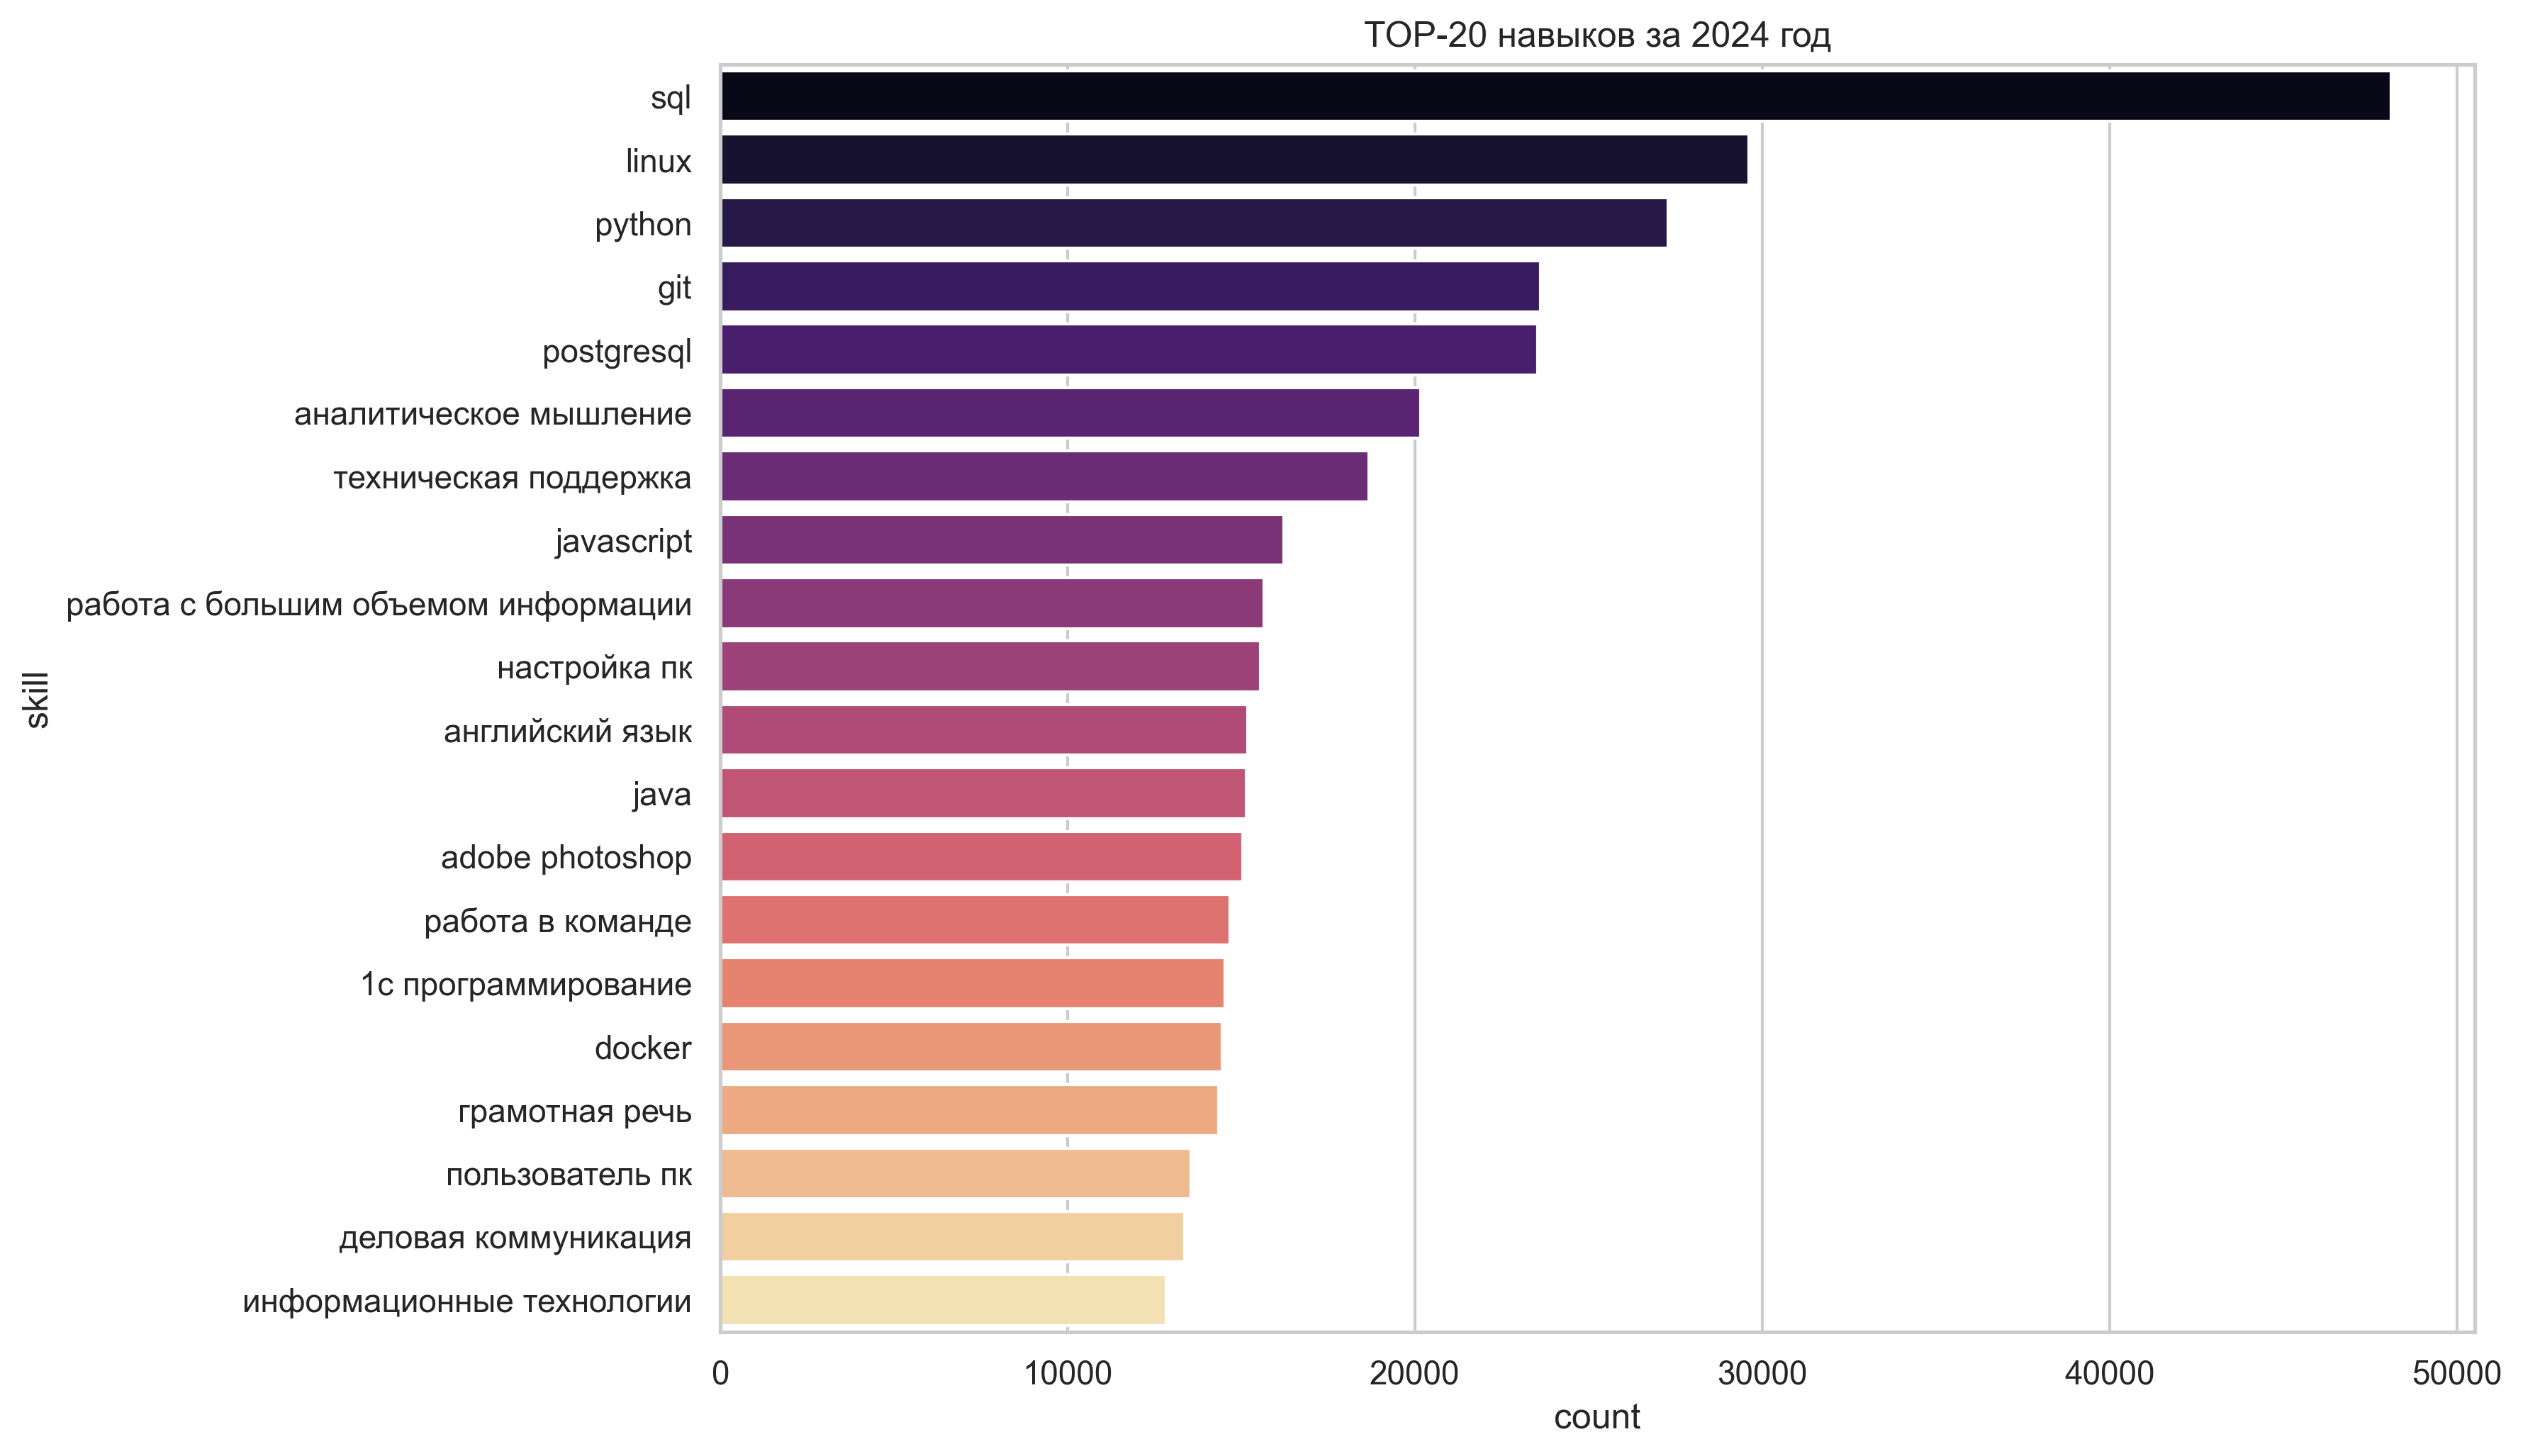 TOP-20 навыков за 2024 год
sql
linux
python
git
postgresql
аналитическое мышление
техническая поддержка
javascript
работа с большим объемом информации
настройка пк
английский язык
java
adobe photoshop
работа в команде
1с программирование
docker
грамотная речь
пользователь пк
деловая коммуникация
информационные технологии
skill
0 10000 20000 30000 40000 50000
count